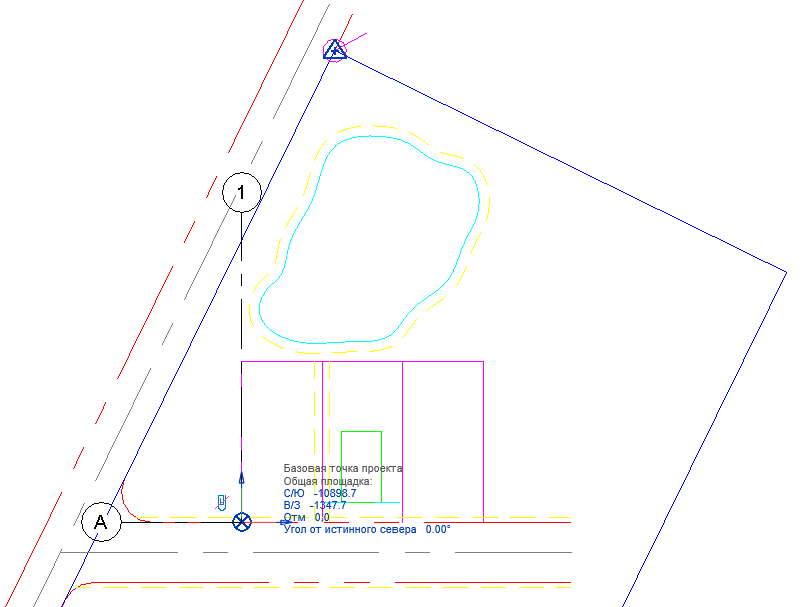 1
Базовая точка проекта
Общая площадка:
С/Ю -10898.7
В/З -1347.7
Отм 0.0
А
Угол от истинного севера 0.00°